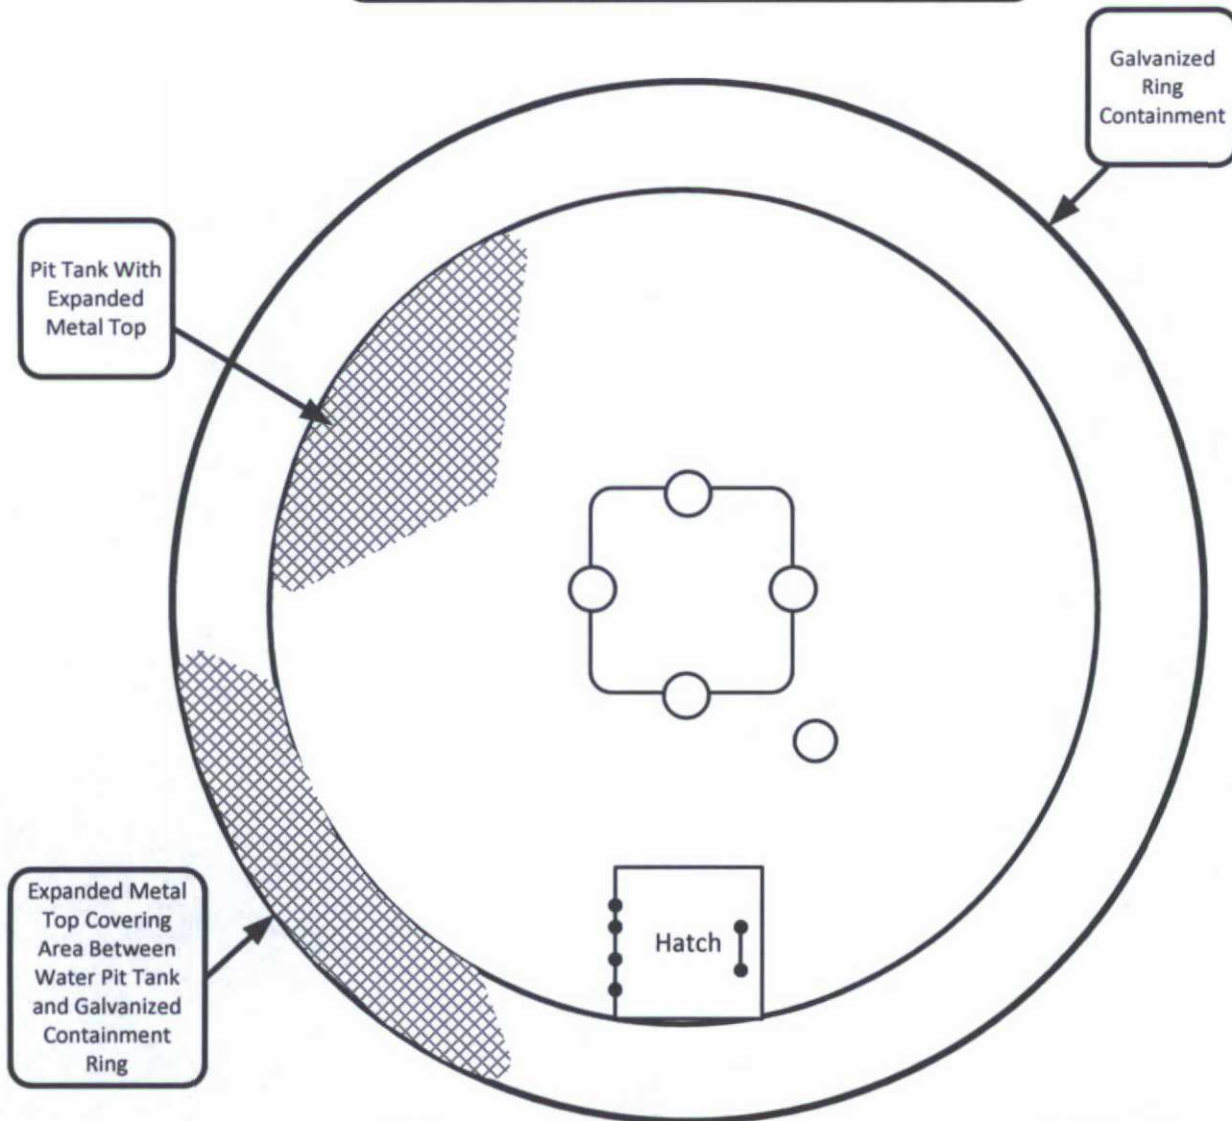 Galvanized
Ring
Containment
Pit Tank With
Expanded
Metal Top
Expanded Metal
Top Covering
Area Between
Water Pit Tank
and Galvanized
Containment
Ring
Hatch